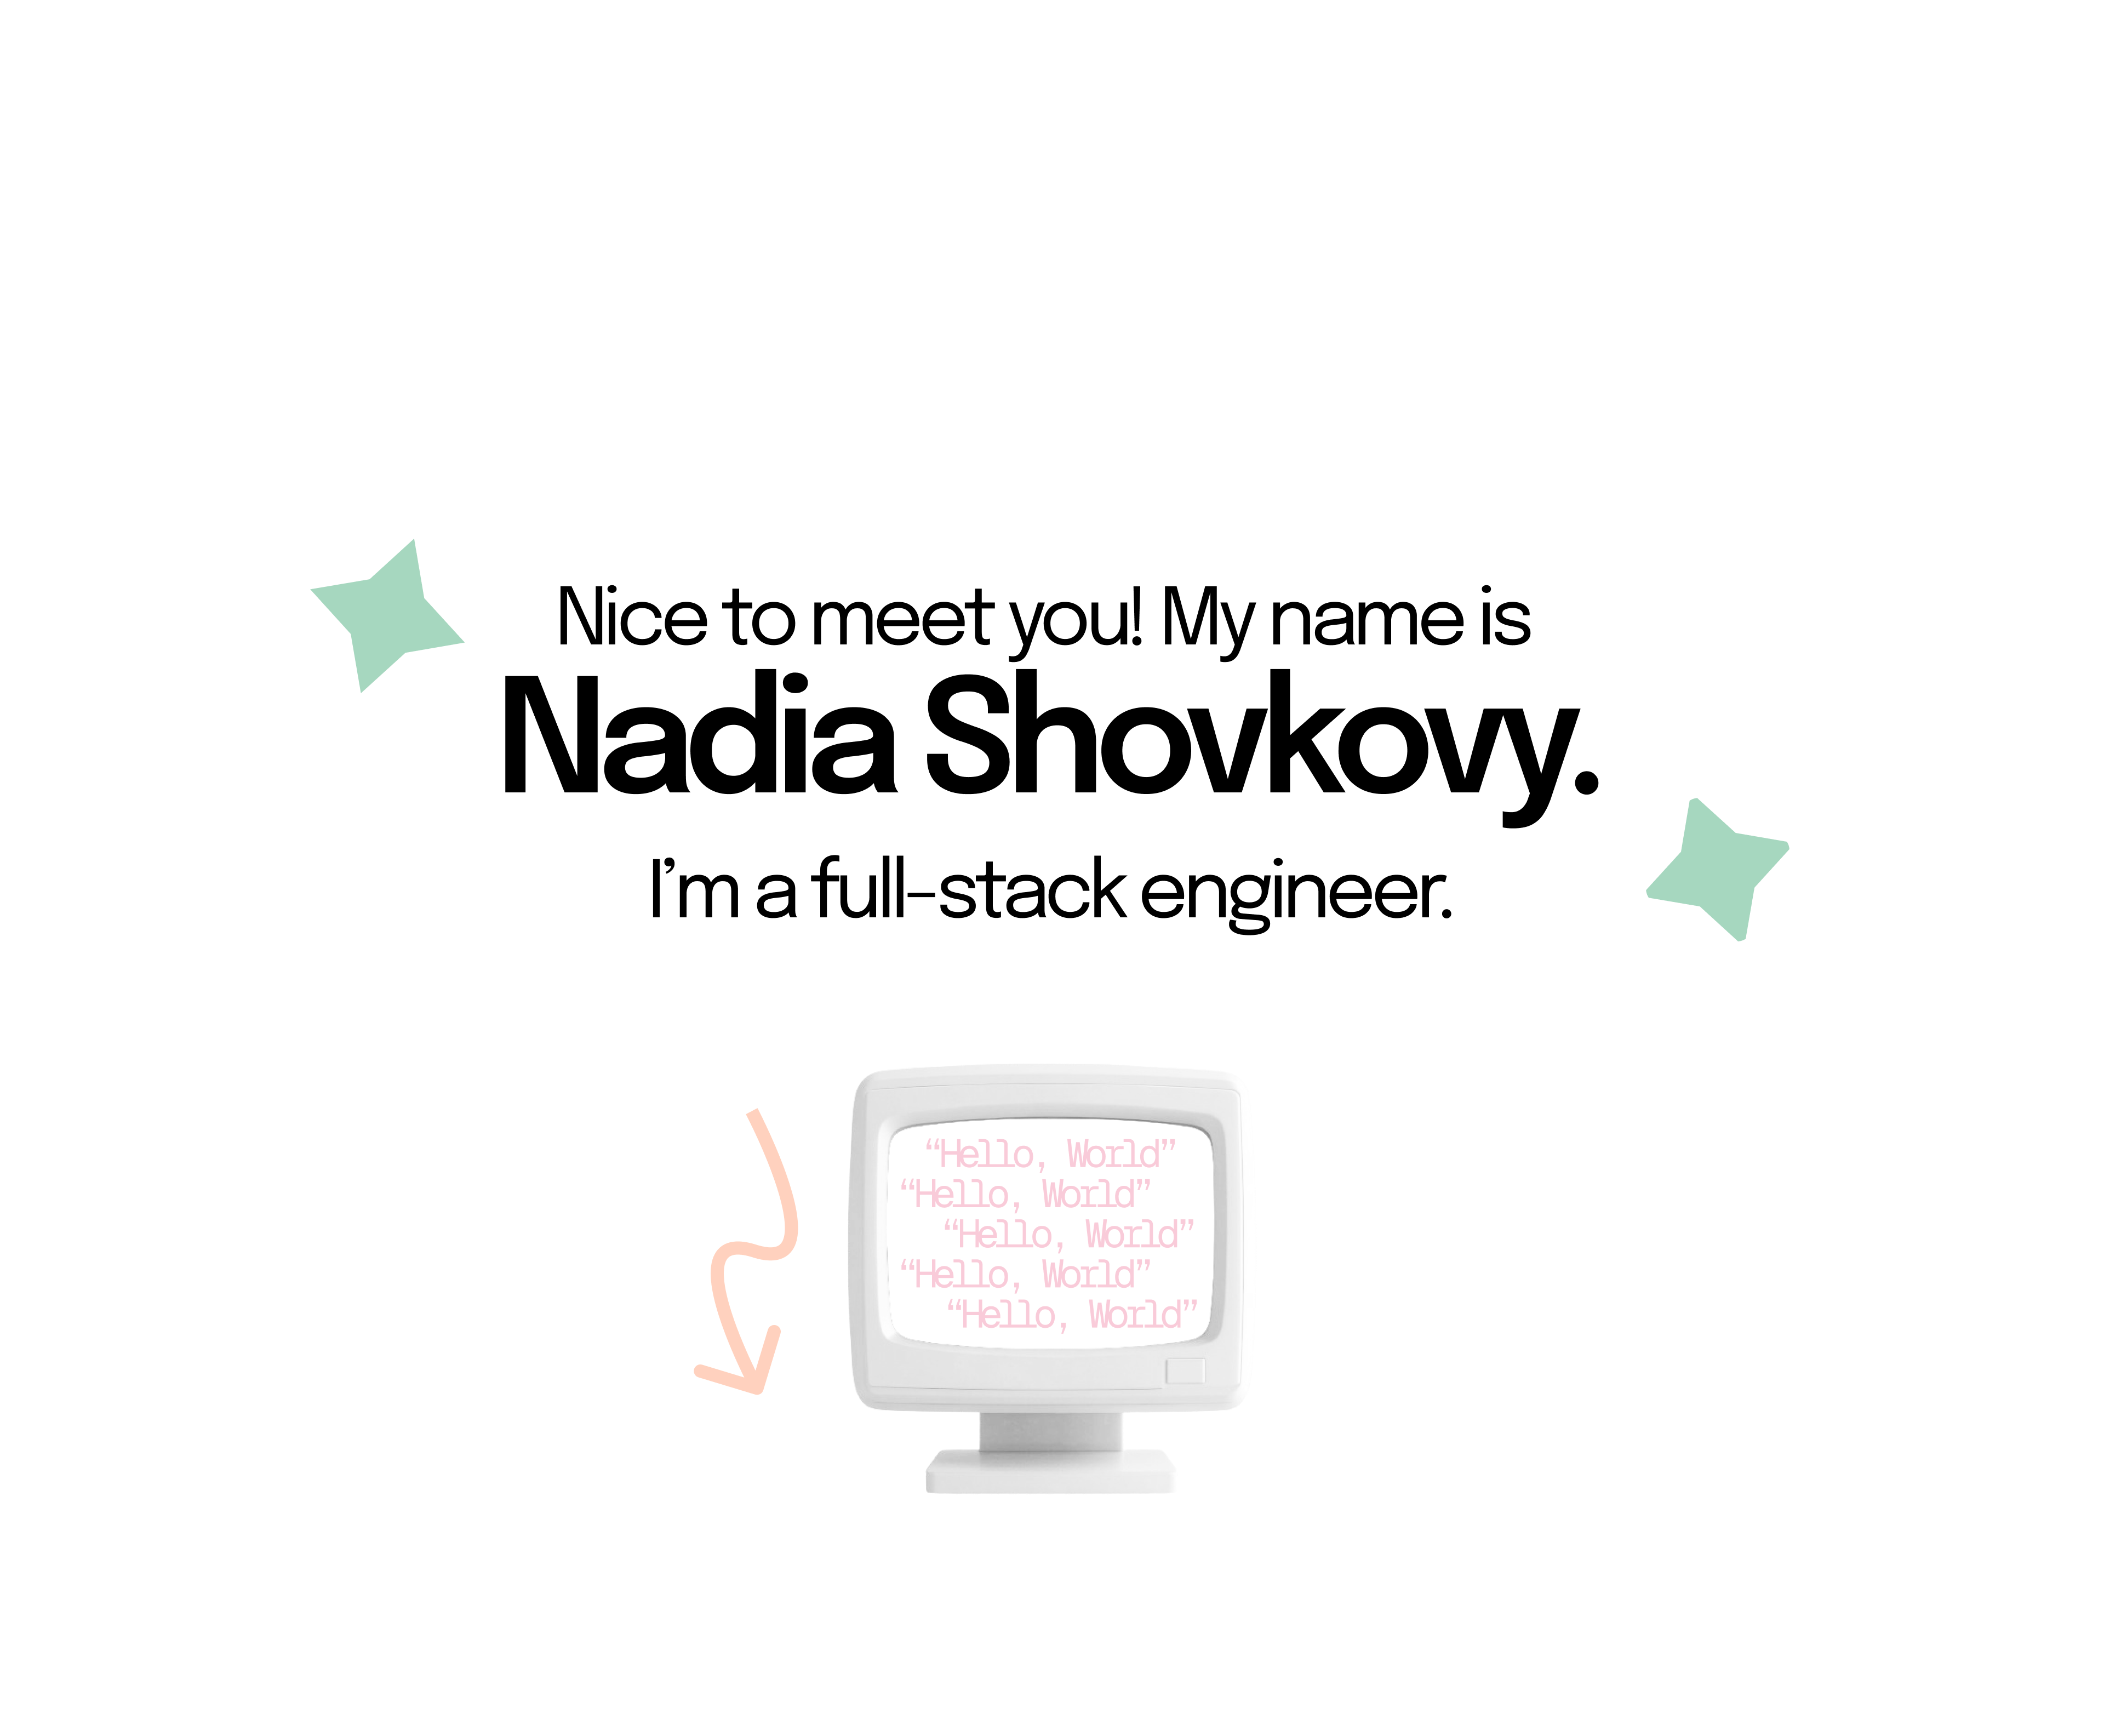 Nice to meet you! My name is
Nadia Shovkovy.
I’m a full-stack engineer.
“Hello, World”
“Hello, World”
“Hello, World”
“Hello, World”
“Hello, World”